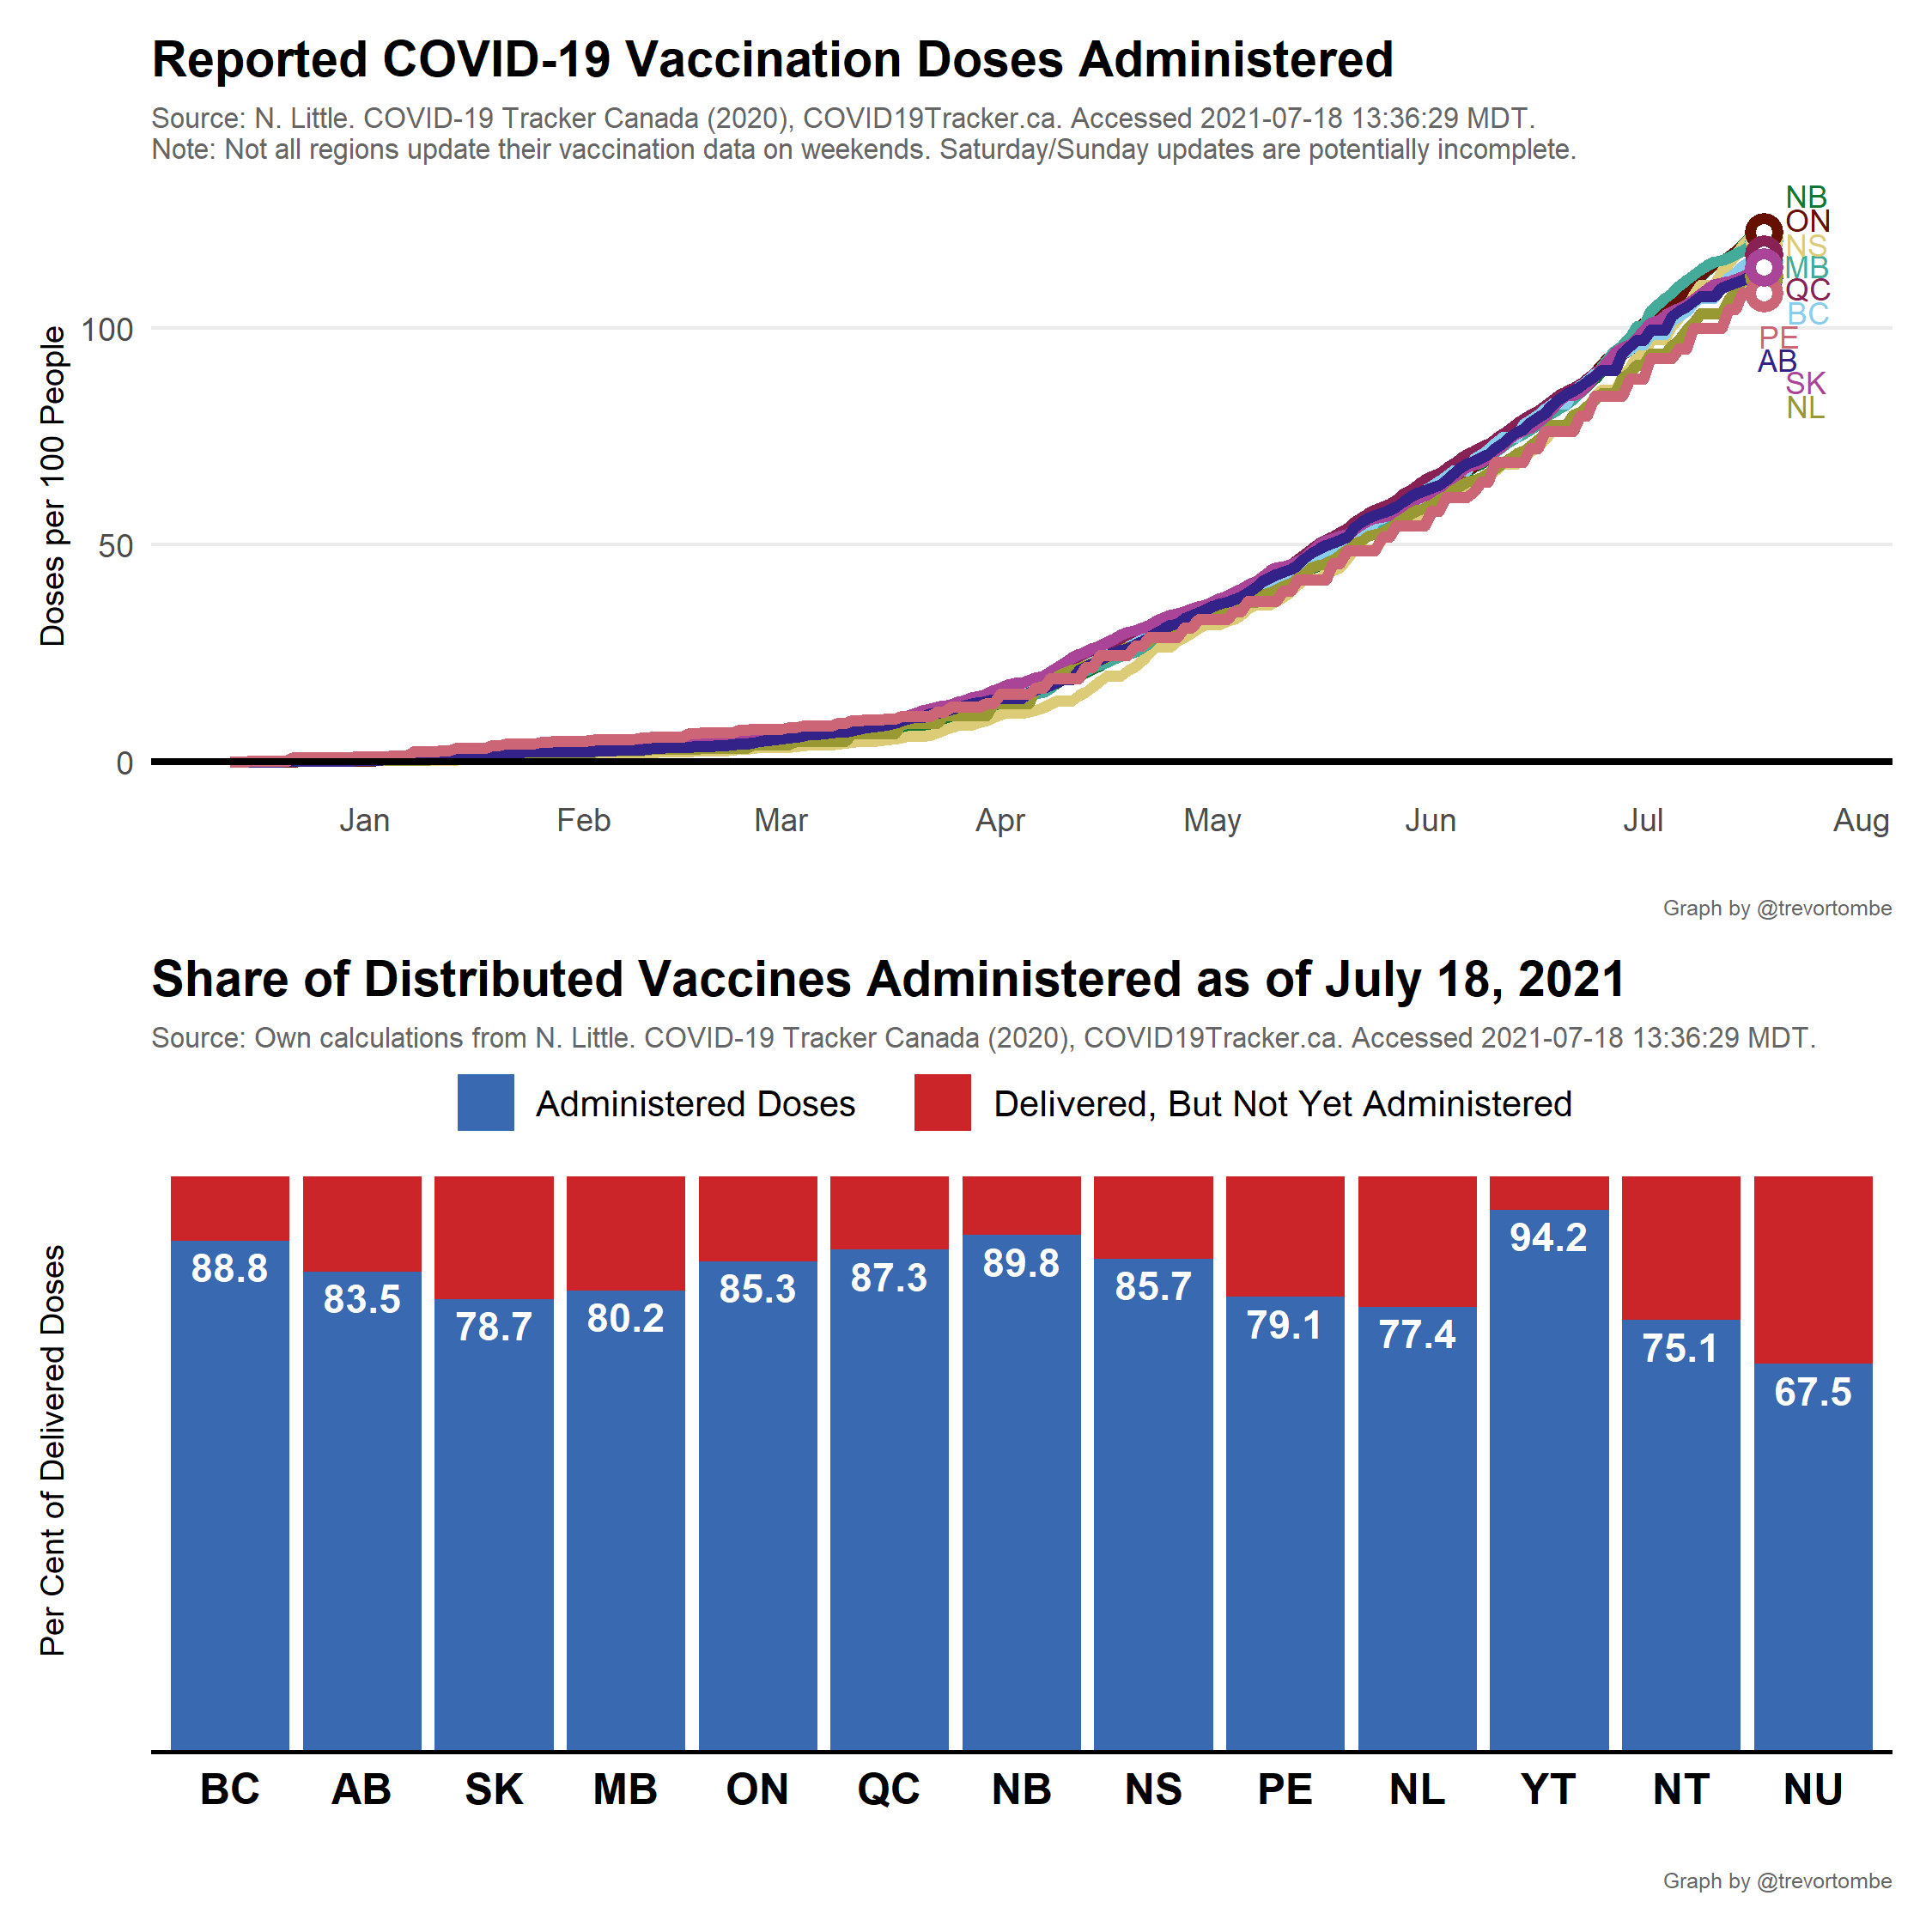 Reported COVID-19 Vaccination Doses Administered
Source: N. Little. COVID-19 Tracker Canada (2020), COVID19Tracker.ca. Accessed 2021-07-18 13:36:29 MDT.
Note: Not all regions update their vaccination data on weekends. Saturday/Sunday updates are potentially incomplete.
Doses per 100 People
100
50
0
NB
ON
NS
MB
QC
BC
PE
AB
SK
NL
Jan Feb Mar Apr May Jun Jul Aug
Graph by @trevortombe
Share of Distributed Vaccines Administered as of July 18, 2021
Source: Own calculations from N. Little. COVID-19 Tracker Canada (2020), COVID19Tracker.ca. Accessed 2021-07-18 13:36:29 MDT.
Administered Doses Delivered, But Not Yet Administered
Per Cent of Delivered Doses
88.8 83.5 78.7 80.2 85.3 87.3 89.8 85.7 79.1 77.4 94.2 75.1 67.5
BC AB SK MB ON QC NB NS PE NL YT NT NU
Graph by @trevortombe